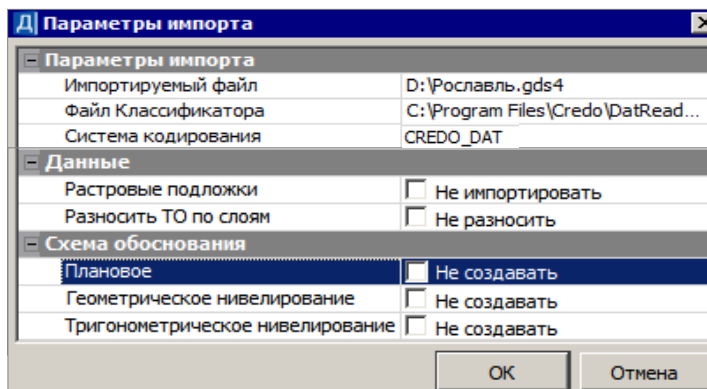 Д Параметры импорта
Параметры импорта
Импортируемый файл D:\Рославль.gds4
Файл Классификатора C:\Program Files\Credo\DatRead...
Система кодирования CREDO_DAT
Данные
Растровые подложки Не импортировать
Разносить ТО по слоям Не разносить
Схема обоснования
Плановое Не создавать
Геометрическое нивелирование Не создавать
Тригонометрическое нивелирование Не создавать
ОК Отмена